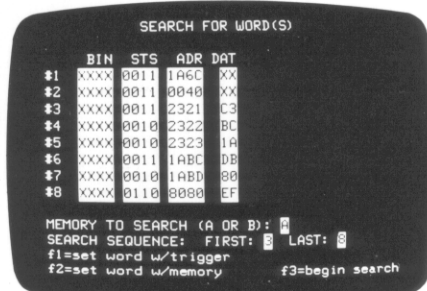 SEARCH FOR WORD(S)
BIN STS ADR DAT
#1 XXXX 0011 1A6C XX
#2 XXXX 0011 0040 XX
#3 XXXX 0011 2321 C3
#4 XXXX 0010 2322 BC
#5 XXXX 0010 2323 1A
#6 XXXX 0011 1ABC DB
#7 XXXX 0010 1ABD 80
#8 XXXX 0110 8080 EF
MEMORY TO SEARCH (A OR B): A
SEARCH SEQUENCE: FIRST: 3 LAST: 8
f1=set word w/trigger
f2=set word w/memory f3=begin search